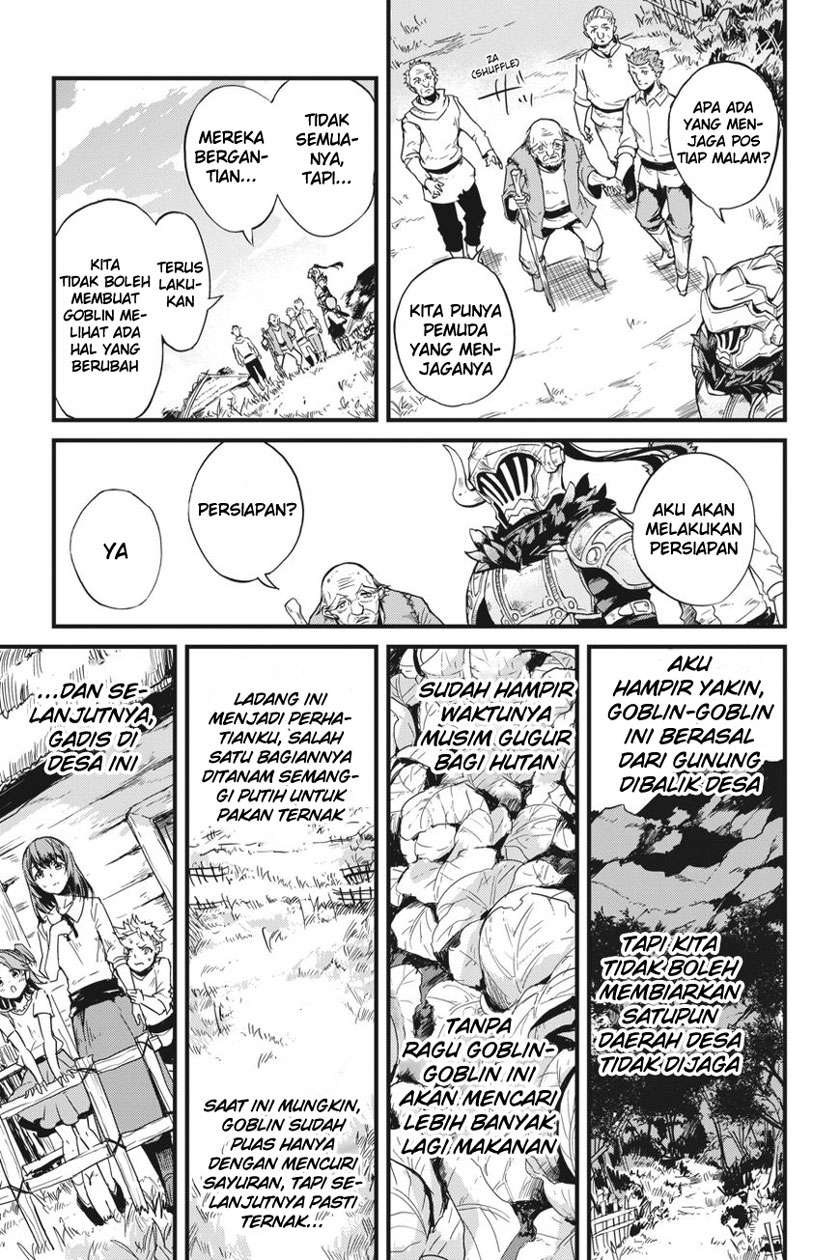 APA ADA
YANG MEN-
JAGA POS
TIAP MALAM?
ZA
(SHUFFLE)
KITA PUNYA
PEMUDA
YANG MEN-
JAGANYA
TIDAK
SEMUA-
NYA,
TAPI...
MEREKA
BERGAN-
TIAN...
TERUS
LAKU-
KAN
KITA
TIDAK BOLEH
MEMBUAT
GOBLIN ME-
LIHAT ADA
HAL YANG
BERUBAH
AKU AKAN
MELAKUKAN
PERSIAPAN
PERSIAPAN?
YA
AKU
HAMPIR YAKIN,
GOBLIN-GOBLIN
INI BERASAL
DARI GUNUNG
DIBALIK DESA
TAPI KITA
TIDAK BOLEH
MEMBIARKAN
SATUPUN
DAERAH DESA
TIDAK DIJAGA
SUDAH HAMPIR
WAKTUNYA
MUSIM GUGUR
BAGI HUTAN
TANPA
RAGU GOBLIN-
GOBLIN INI
AKAN MENCARI
LEBIH BANYAK
LAGI MAKANAN
LADANG INI
MENJADI PERHA-
TIANKU, SALAH
SATU BAGIANNYA
DITANAM SEMANG-
GI PUTIH UNTUK
PAKAN TERNAK
SAAT INI MUNGKIN,
GOBLIN SUDAH
PUAS HANYA
DENGAN MENCURI
SAYURAN, TAPI SE-
LANJUTNYA PASTI
TERNAK...
...DAN SE-
LANJUTNYA,
GADIS DI
DESA INI